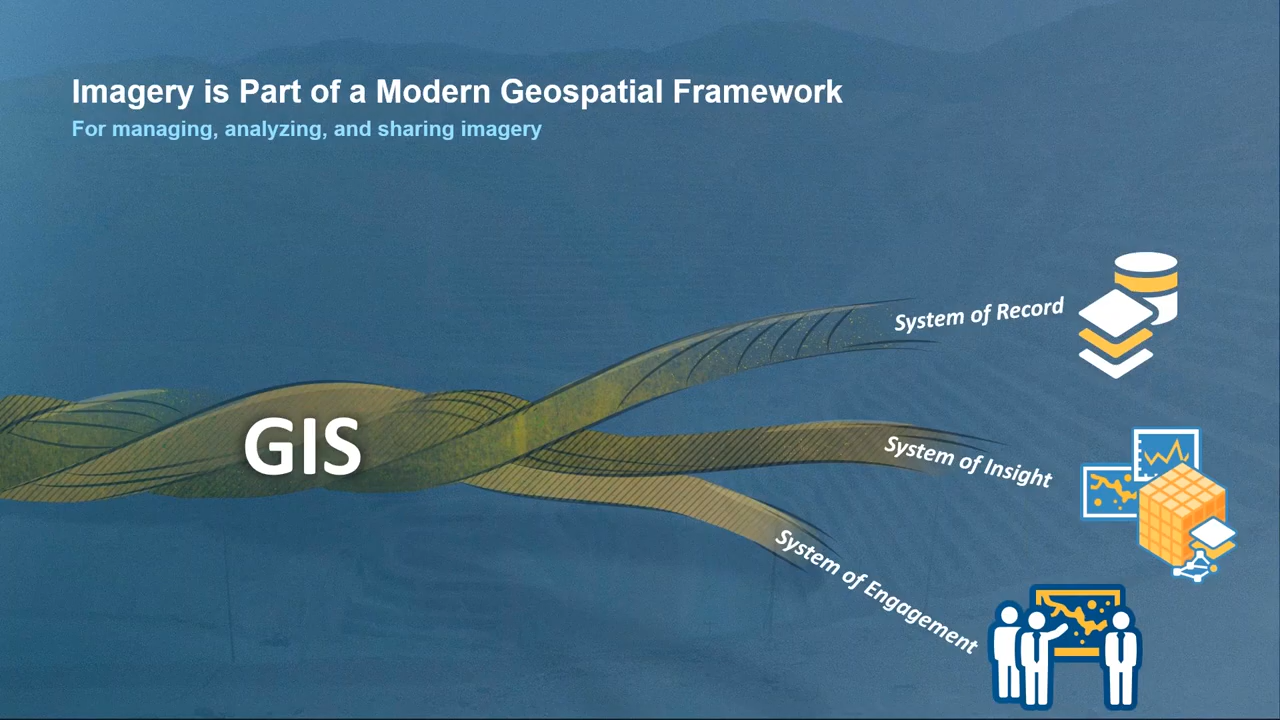 Imagery is Part of a Modern Geospatial Framework
For managing, analyzing, and sharing imagery
System of Record
GIS
System of Insight
System of Engagement